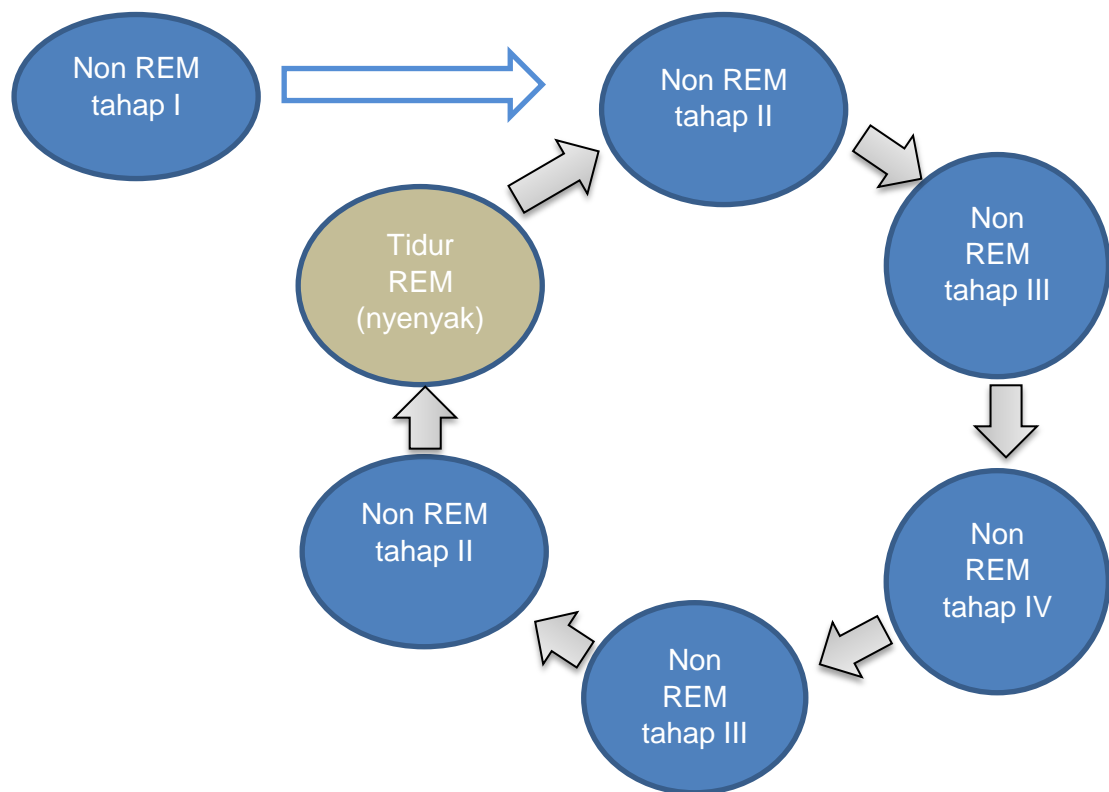 Non REM
tahap I
Non REM
tahap II
Non
REM
tahap III
Non
REM
tahap IV
Non
REM
tahap III
Non REM
tahap II
Tidur
REM
(nyenyak)